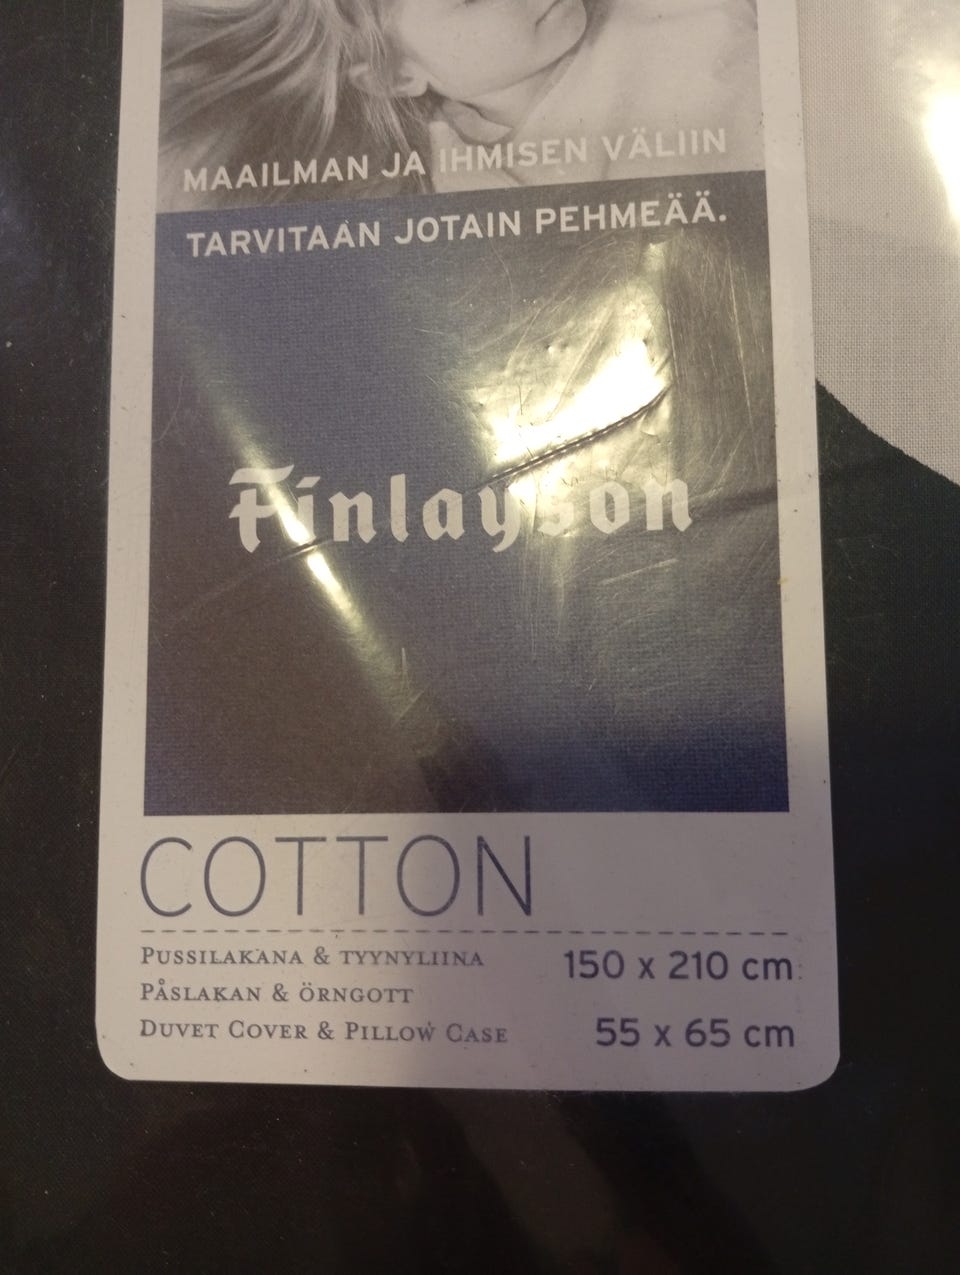 MAAILMAN JA IHMISEN VÄLIIN
TARVITAAN JOTAIN PEHMEÄÄ.
Finlayson
COTTON
PUSSILAKANA & TYYNYLIINA
PÅSLAKAN & ÖRNGOTT
DUVET COVER & PILLOW CASE
150 x 210 cm
55 x 65 cm